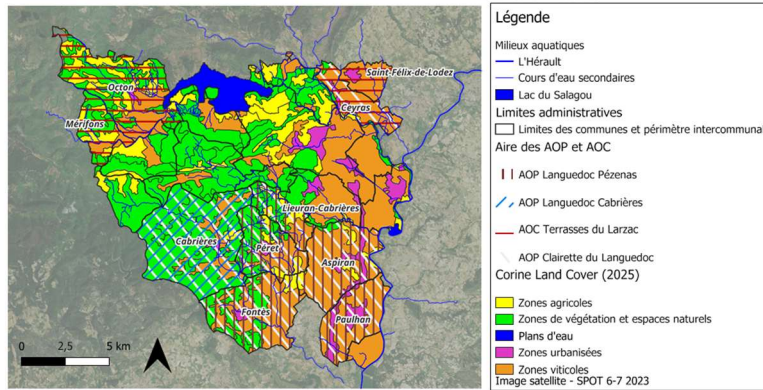 Octon
Saint-Félix-de-Lodez
Ceyras
Mérifons
Lieuran-Cabrières
Cabrières
Péret
Aspiran
Fontès
Paulhan
0 2,5 5 km
Légende
Milieux aquatiques
L'Hérault
Cours d'eau secondaires
Lac du Salagou
Limites administratives
Limites des communes et périmètre intercommunal
Aire des AOP et AOC
AOP Languedoc Pézenas
AOP Languedoc Cabrières
AOC Terrasses du Larzac
AOP Clairette du Languedoc
Corine Land Cover (2025)
Zones agricoles
Zones de végétation et espaces naturels
Plans d'eau
Zones urbanisées
Zones viticoles
Image satellite - SPOT 6-7 2023